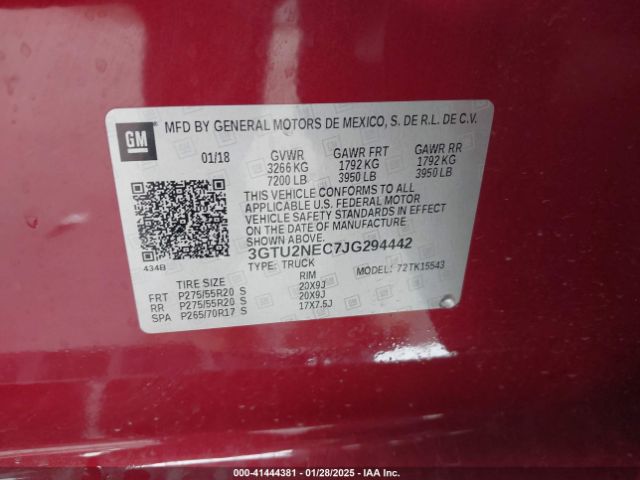 GM
MFD BY GENERAL MOTORS DE MEXICO, S. DE R.L. DE C.V.
01/18 GVWR GAWR FRT GAWR RR
3266 KG 1792 KG 1792 KG
7200 LB 3950 LB 3950 LB
THIS VEHICLE CONFORMS TO ALL
APPLICABLE U.S. FEDERAL MOTOR
VEHICLE SAFETY STANDARDS IN EFFECT
ON THE DATE OF MANUFACTURE
SHOWN ABOVE
434B
3GTU2NEC7JG294442
TYPE: TRUCK MODEL: 72TK15543
TIRE SIZE RIM
FRT P275/55R20 S 20X9J
RR P275/55R20 S 20X9J
SPA P265/70R17 S 17X7.5J
000-41444381 | 01/28/2025 - IAA Inc.